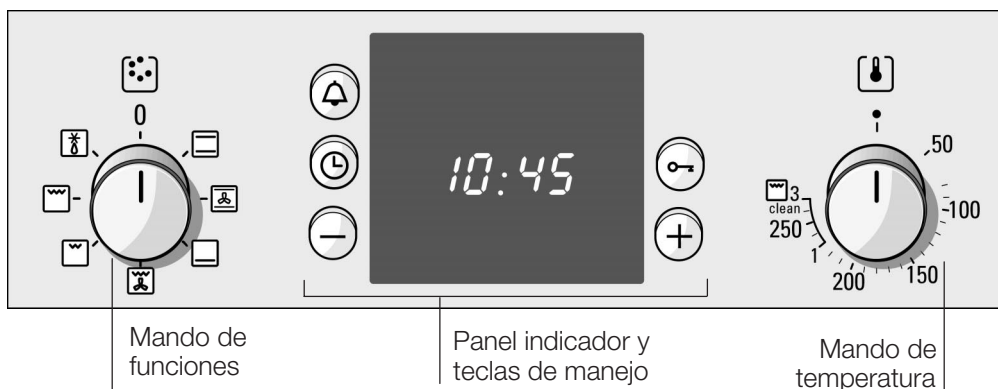 0
10:45
50
100
150
200
250
3
clean
1
Mando de
funciones
Panel indicador y
teclas de manejo
Mando de
temperatura